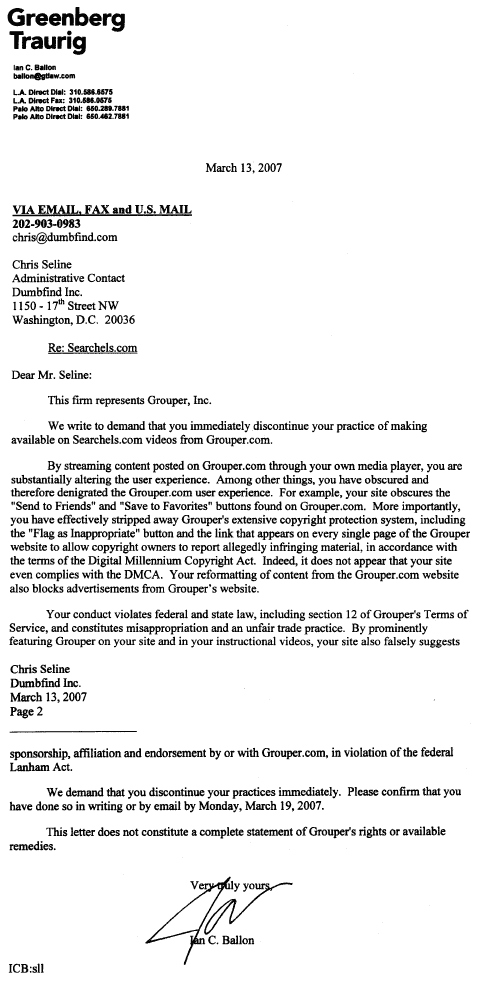 Greenberg
Traurig
Ian C. Ballon
ballon@gtlaw.com
L.A. Direct Dial: 310.586.6575
L.A. Direct Fax: 310.586.0575
Palo Alto Direct Dial: 650.289.7881
Palo Alto Direct Dial: 650.462.7881
March 13, 2007
VIA EMAIL, FAX and U.S. MAIL
202-903-0983
chris@dumbfind.com
Chris Seline
Administrative Contact
Dumbfind Inc.
1150 - 17th Street NW
Washington, D.C. 20036
Re: Searchels.com
Dear Mr. Seline:
This firm represents Grouper, Inc.
We write to demand that you immediately discontinue your practice of making
available on Searchels.com videos from Grouper.com.
By streaming content posted on Grouper.com through your own media player, you are
substantially altering the user experience. Among other things, you have obscured and
therefore denigrated the Grouper.com user experience. For example, your site obscures the
"Send to Friends" and "Save to Favorites" buttons found on Grouper.com. More importantly,
you have effectively stripped away Grouper's extensive copyright protection system, including
the "Flag as Inappropriate" button and the link that appears on every single page of the Grouper
website to allow copyright owners to report allegedly infringing material, in accordance with
the terms of the Digital Millennium Copyright Act. Indeed, it does not appear that your site
even complies with the DMCA. Your reformatting of content from the Grouper.com website
also blocks advertisements from Grouper's website.
Your conduct violates federal and state law, including section 12 of Grouper's Terms of
Service, and constitutes misappropriation and an unfair trade practice. By prominently
featuring Grouper on your site and in your instructional videos, your site also falsely suggests
Chris Seline
Dumbfind Inc.
March 13, 2007
Page 2
sponsorship, affiliation and endorsement by or with Grouper.com, in violation of the federal
Lanham Act.
We demand that you discontinue your practices immediately. Please confirm that you
have done so in writing or by email by Monday, March 19, 2007.
This letter does not constitute a complete statement of Grouper's rights or available
remedies.
Very truly yours,
Ian C. Ballon
ICB:sll